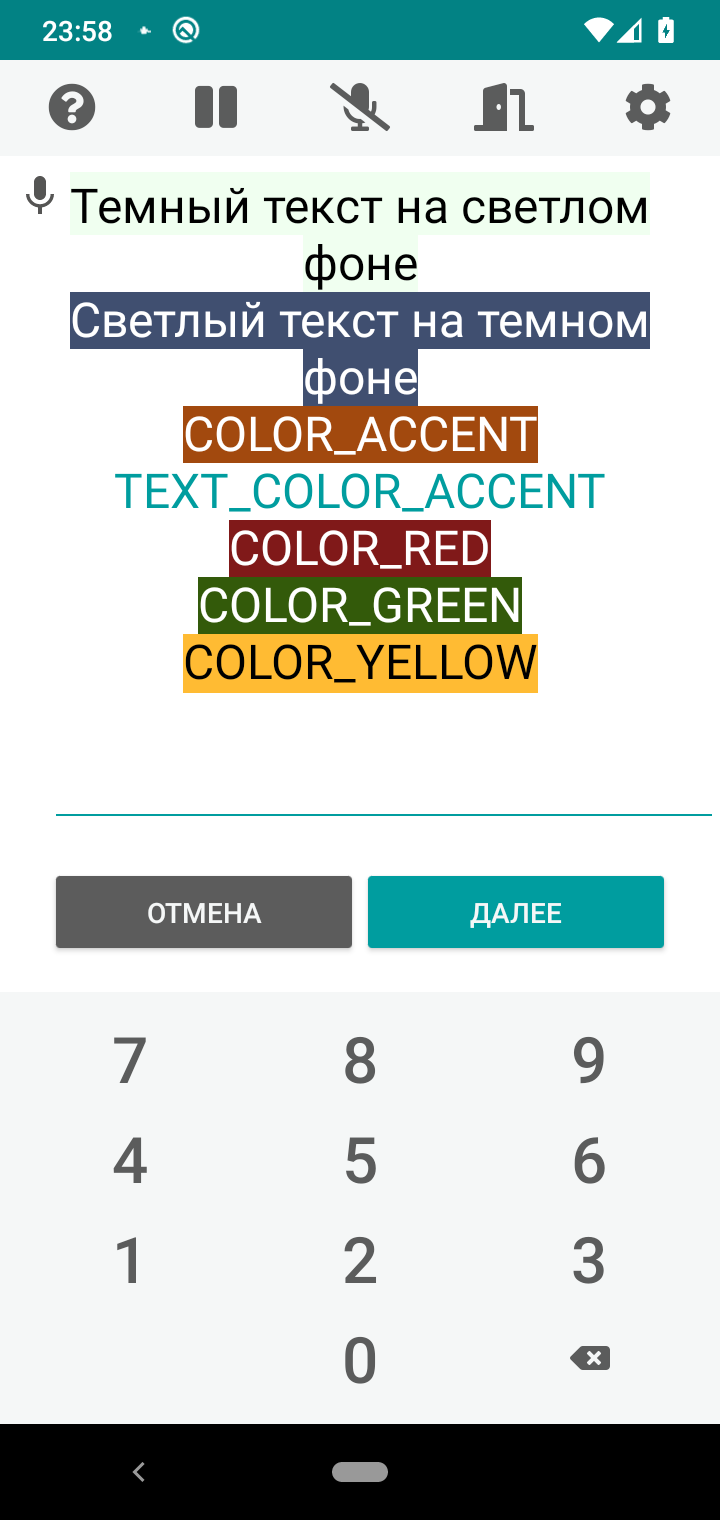 23:58
Темный текст на светлом
фоне
Светлый текст на темном
фоне
COLOR_ACCENT
TEXT_COLOR_ACCENT
COLOR_RED
COLOR_GREEN
COLOR_YELLOW
ОТМЕНА ДАЛЕЕ
7 8 9
4 5 6
1 2 3
0